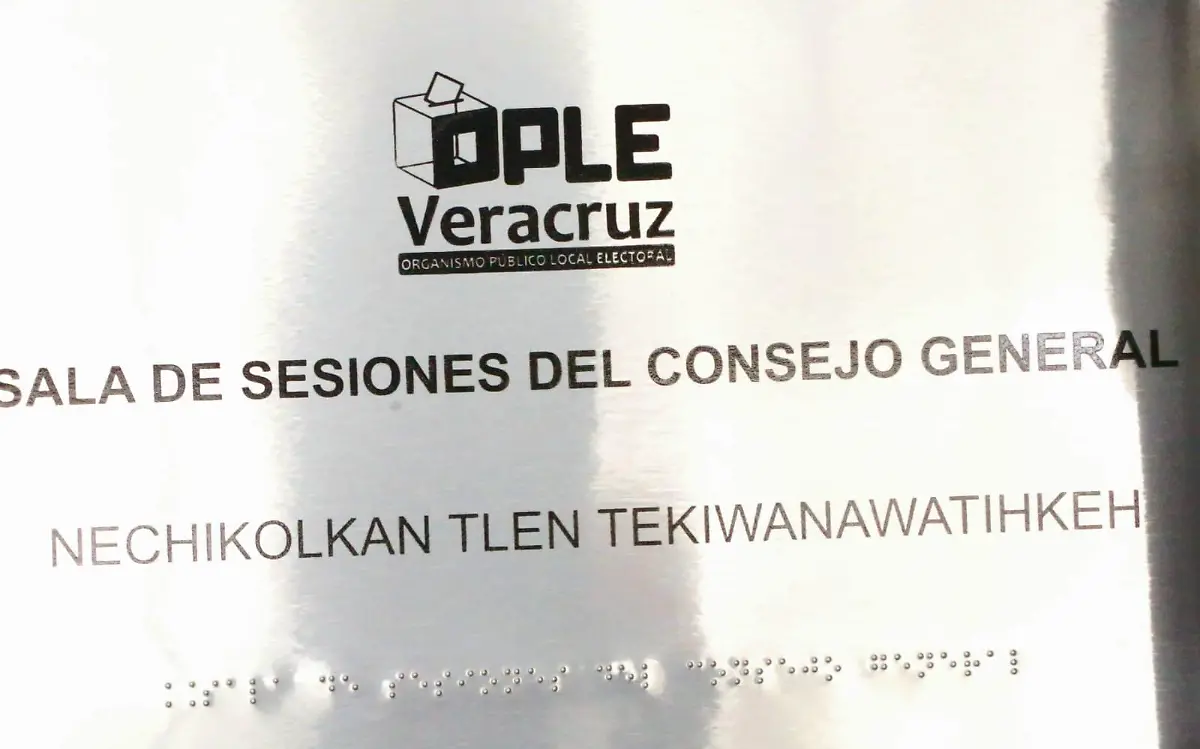 OPLE
Veracruz
ORGANISMO PÚBLICO LOCAL ELECTORAL
SALA DE SESIONES DEL CONSEJO GENERAL
NECHIKOLKAN TLEN TEKIWANAWATIHKEH